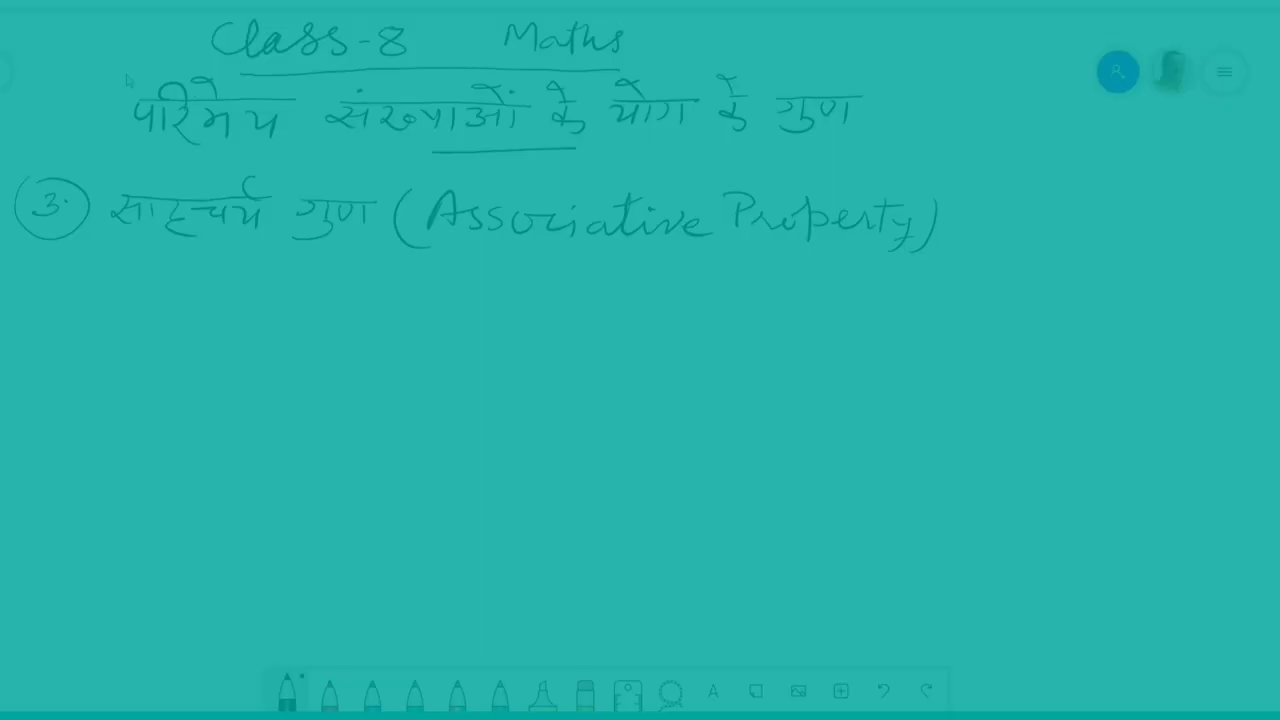 Class-8 Maths
परिमेय संख्याओं के योग के गुण
3. साहचर्य गुण (Associative Property)